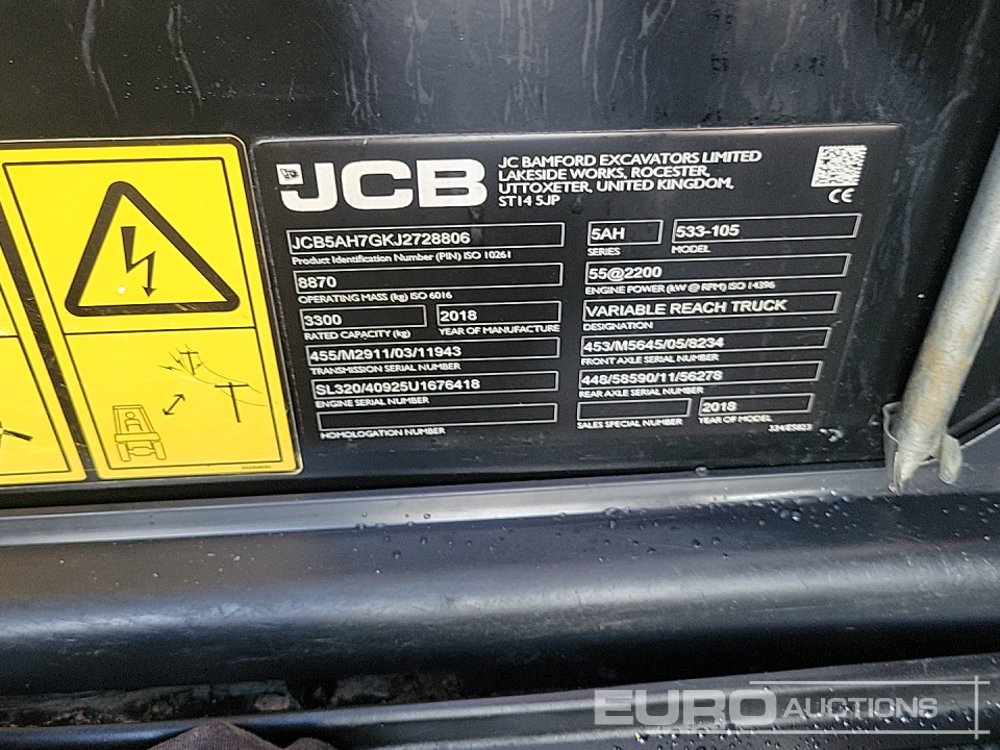 JCB
JC BAMFORD EXCAVATORS LIMITED
LAKESIDE WORKS, ROCESTER,
UTTOXETER, UNITED KINGDOM,
ST14 5JP
CE
JCB5AH7GKJ2728806
Product Identification Number (PIN) ISO 10261
8870
OPERATING MASS (kg) ISO 6016
3300
RATED CAPACITY (kg)
2018
YEAR OF MANUFACTURE
455/M2911/03/11943
TRANSMISSION SERIAL NUMBER
SL320/40925U1676418
ENGINE SERIAL NUMBER
HOMOLOGATION NUMBER
5AH
SERIES
533-105
MODEL
55@2200
ENGINE POWER (kW @ RPM) ISO 14396
VARIABLE REACH TRUCK
DESIGNATION
453/M5645/05/8234
FRONT AXLE SERIAL NUMBER
448/58590/11/56278
REAR AXLE SERIAL NUMBER
SALES SPECIAL NUMBER
2018
YEAR OF MODEL
334/E5823
EURO AUCTIONS